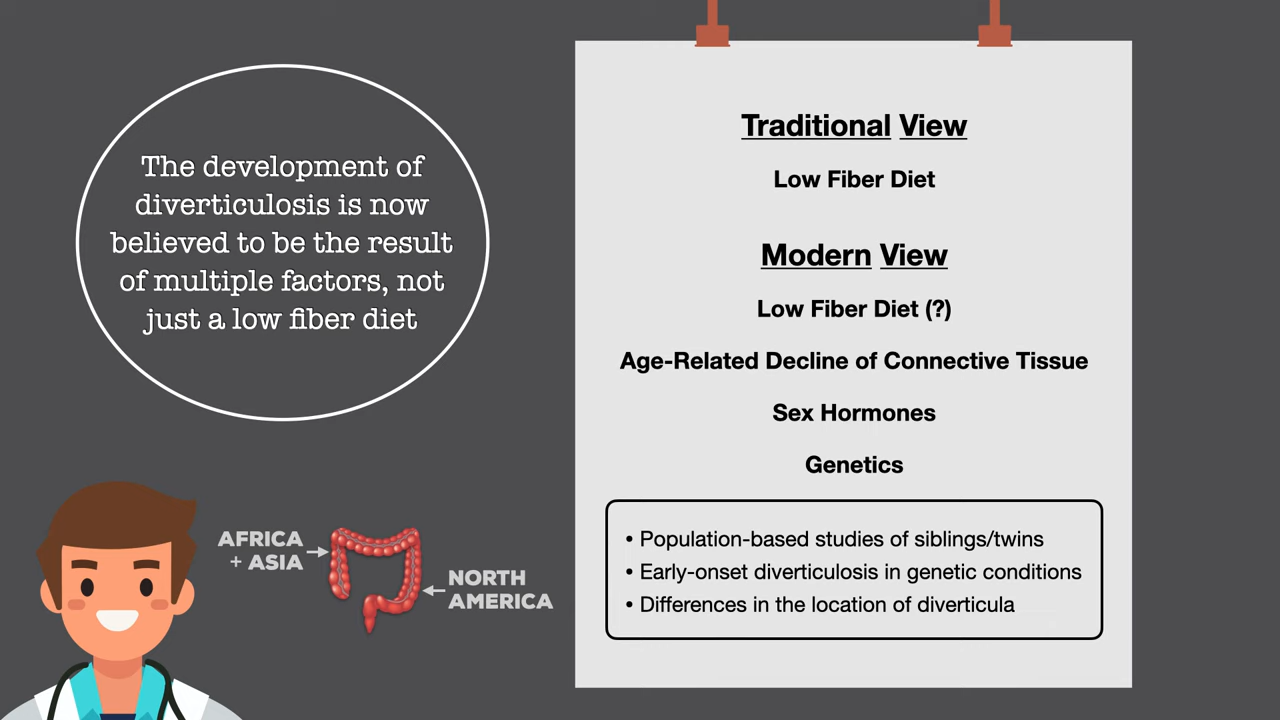 The development of
diverticulosis is now
believed to be the result
of multiple factors, not
just a low fiber diet
AFRICA
+ ASIA
NORTH
AMERICA
Traditional View
Low Fiber Diet
Modern View
Low Fiber Diet (?)
Age-Related Decline of Connective Tissue
Sex Hormones
Genetics
• Population-based studies of siblings/twins
• Early-onset diverticulosis in genetic conditions
• Differences in the location of diverticula